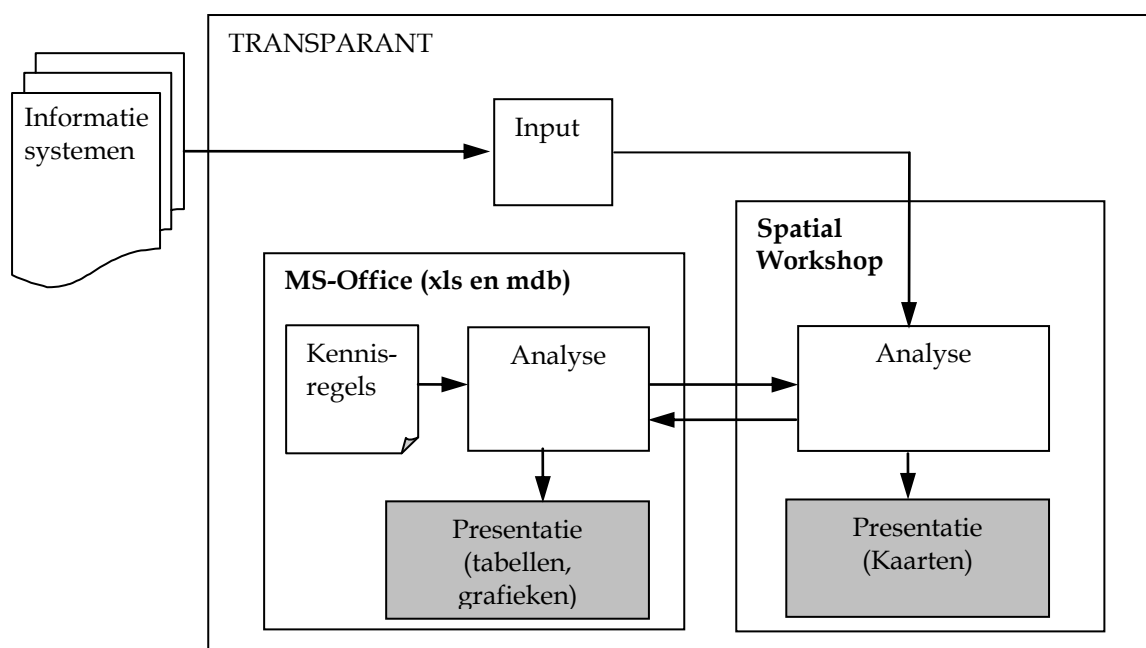 TRANSPARANT
Informatie
systemen
Input
Spatial
Workshop
MS-Office (xls en mdb)
Kennis-
regels
Analyse
Analyse
Presentatie
(tabellen,
grafieken)
Presentatie
(Kaarten)